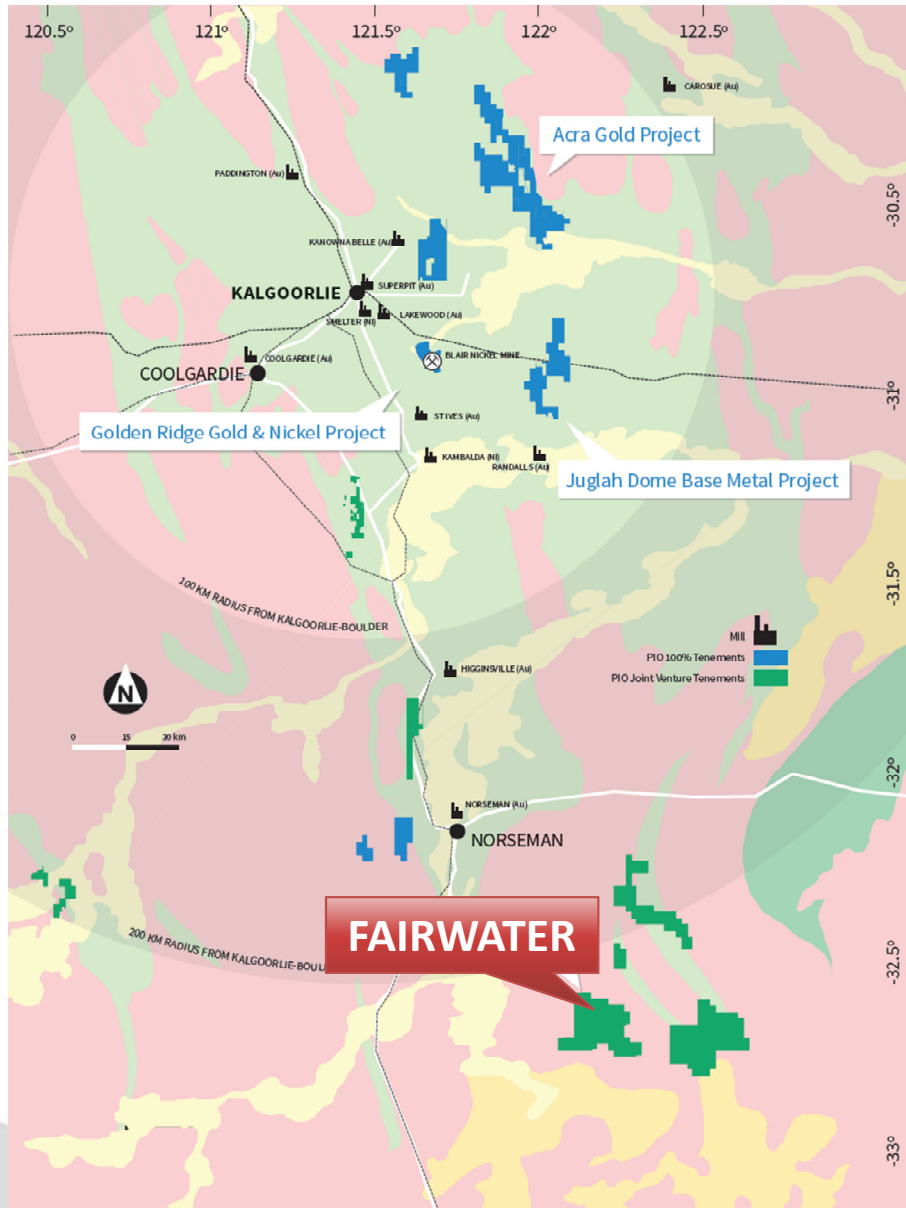 120.5º
121º
121.5º
122º
122.5º
CAROSUE (Au)
Acra Gold Project
PADDINGTON (Au)
-30.5º
KANOWNA BELLE (Au)
SUPERPIT (Au)
KALGOORLIE
SMELTER (NI)
LAKEWOOD (Au)
COOLGARDIE (Au)
BLAIR NICKEL MINE
COOLGARDIE
-31º
STIVES (Au)
Golden Ridge Gold & Nickel Project
KAMBALDA (NI)
RANDALLS (Au)
Juglah Dome Base Metal Project
-31.5º
100 KM RADIUS FROM KALGOORLIE-BOULDER
Mill
PIO 100% Tenements
PIO Joint Venture Tenements
HIGGINSVILLE (Au)
N
0 15 30 km
-32º
NORSEMAN (Au)
NORSEMAN
FAIRWATER
200 KM RADIUS FROM KALGOORLIE-BOUL
-32.5º
-33º